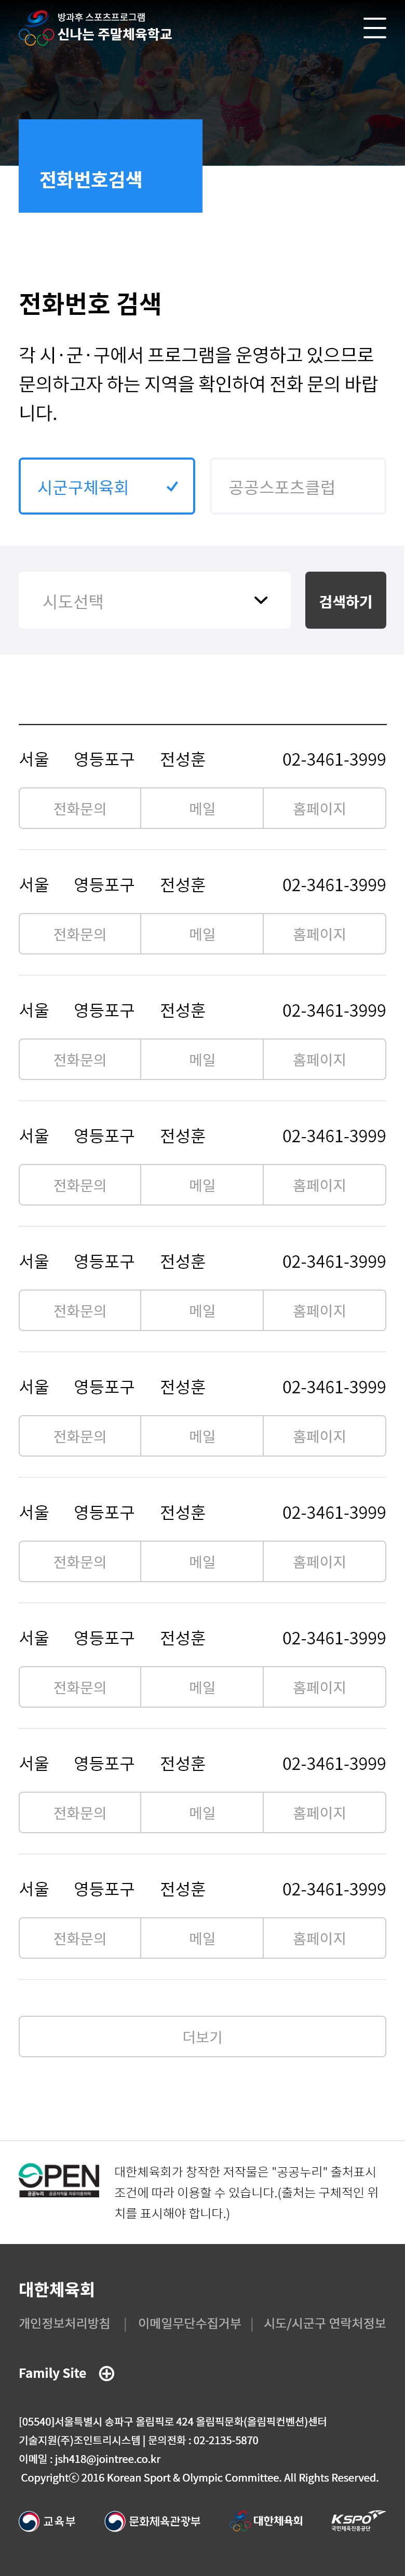 방과후 스포츠프로그램
신나는 주말체육학교
전화번호검색
전화번호 검색
각 시·군·구에서 프로그램을 운영하고 있으므로
문의하고자 하는 지역을 확인하여 전화 문의 바랍
니다.
시군구체육회 공공스포츠클럽
시도선택 검색하기
서울 영등포구 전성훈 02-3461-3999
전화문의 메일 홈페이지
서울 영등포구 전성훈 02-3461-3999
전화문의 메일 홈페이지
서울 영등포구 전성훈 02-3461-3999
전화문의 메일 홈페이지
서울 영등포구 전성훈 02-3461-3999
전화문의 메일 홈페이지
서울 영등포구 전성훈 02-3461-3999
전화문의 메일 홈페이지
서울 영등포구 전성훈 02-3461-3999
전화문의 메일 홈페이지
서울 영등포구 전성훈 02-3461-3999
전화문의 메일 홈페이지
서울 영등포구 전성훈 02-3461-3999
전화문의 메일 홈페이지
서울 영등포구 전성훈 02-3461-3999
전화문의 메일 홈페이지
서울 영등포구 전성훈 02-3461-3999
전화문의 메일 홈페이지
더보기
OPEN
공공누리 공공저작물 자유이용허락
대한체육회가 창작한 저작물은 "공공누리" 출처표시
조건에 따라 이용할 수 있습니다.(출처는 구체적인 위
치를 표시해야 합니다.)
대한체육회
개인정보처리방침 | 이메일무단수집거부 | 시도/시군구 연락처정보
Family Site
[05540]서울특별시 송파구 올림픽로 424 올림픽문화(올림픽컨벤션)센터
기술지원(주)조인트리시스템 | 문의전화 : 02-2135-5870
이메일 : jsh418@jointree.co.kr
Copyrightⓒ 2016 Korean Sport & Olympic Committee. All Rights Reserved.
교육부 문화체육관광부 대한체육회 KSPO
국민체육진흥공단